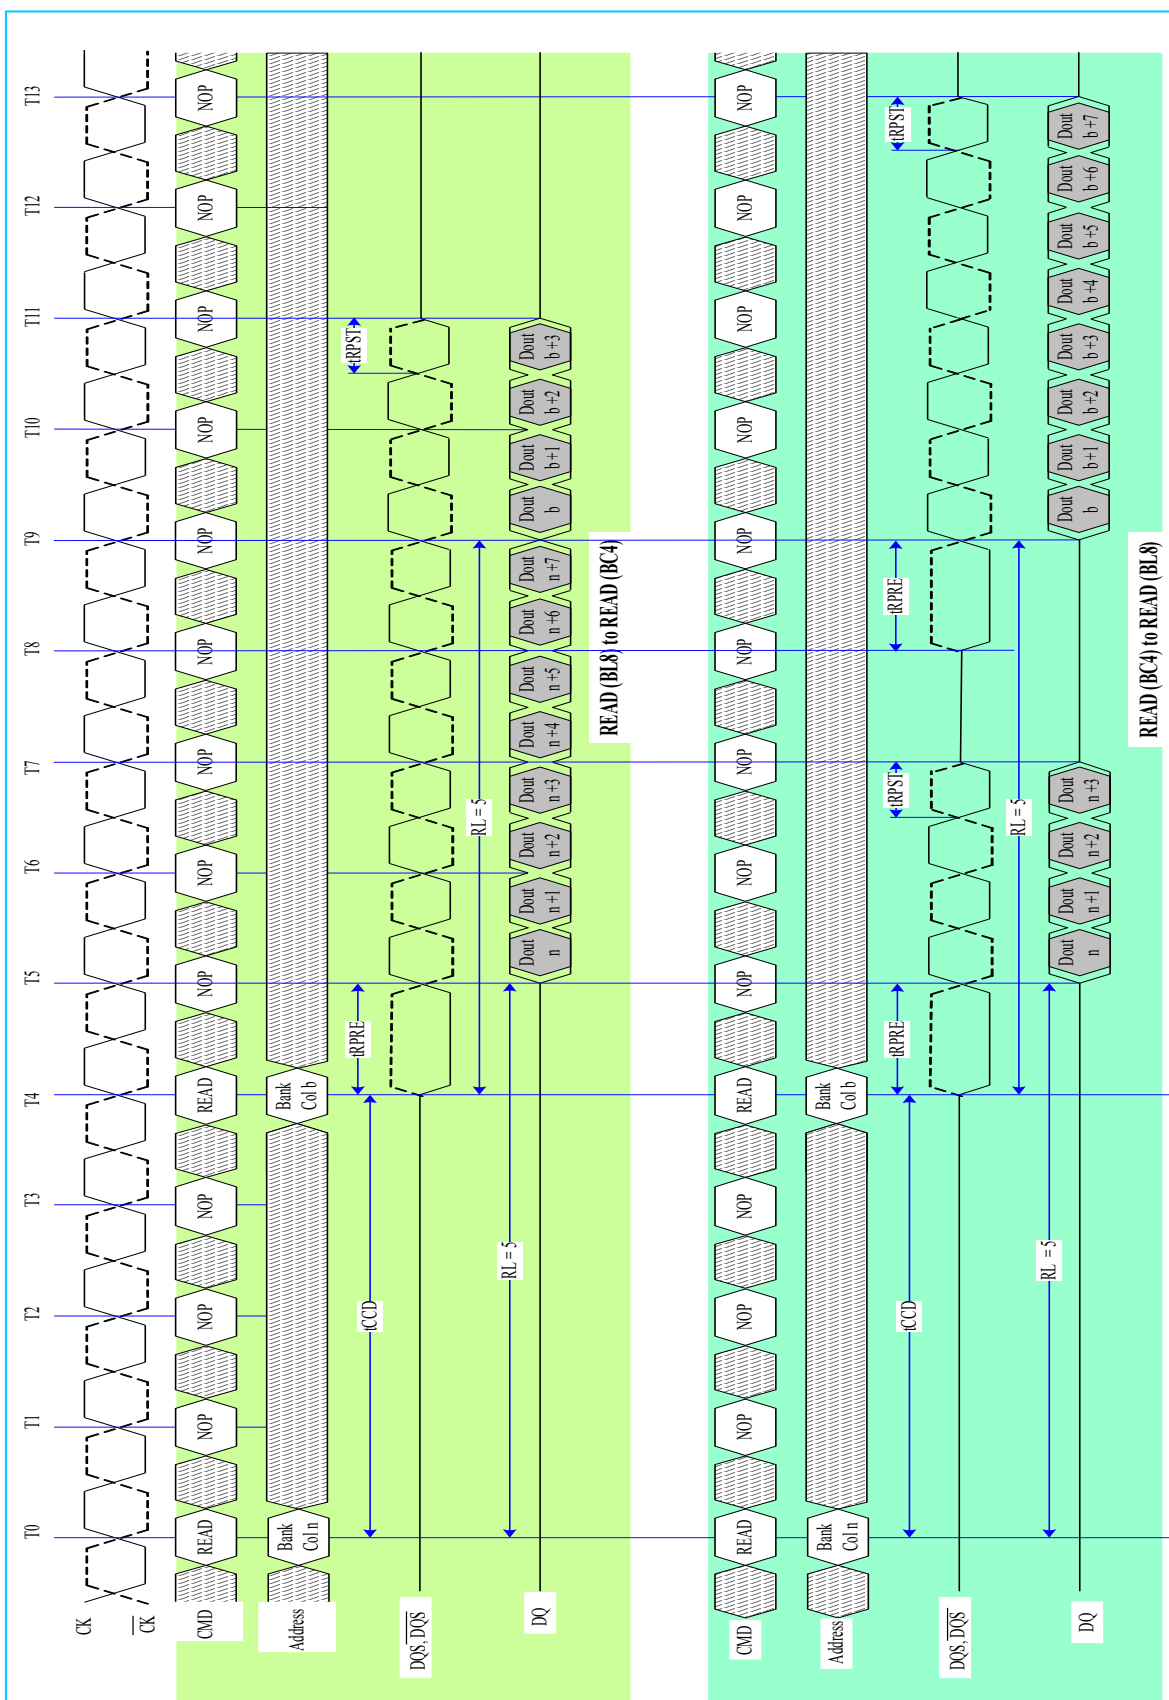 T0 T1 T2 T3 T4 T5 T6 T7 T8 T9 T10 T11 T12 T13
CK
CK
CMD READ NOP NOP NOP READ NOP NOP NOP NOP NOP NOP NOP NOP NOP
Address Bank Col n Bank Col b
tCCD tRPRE tRPST
DQS, DQS
RL = 5
RL = 5
DQ Dout n Dout n+1 Dout n+2 Dout n+3 Dout n+4 Dout n+5 Dout n+6 Dout n+7 Dout b Dout b+1 Dout b+2 Dout b+3
READ (BL8) to READ (BC4)
CMD READ NOP NOP NOP READ NOP NOP NOP NOP NOP NOP NOP NOP NOP
Address Bank Col n Bank Col b
tCCD tRPRE tRPST tRPRE tRPST
DQS, DQS
RL = 5
RL = 5
DQ Dout n Dout n+1 Dout n+2 Dout n+3 Dout b Dout b+1 Dout b+2 Dout b+3 Dout b+4 Dout b+5 Dout b+6 Dout b+7
READ (BC4) to READ (BL8)